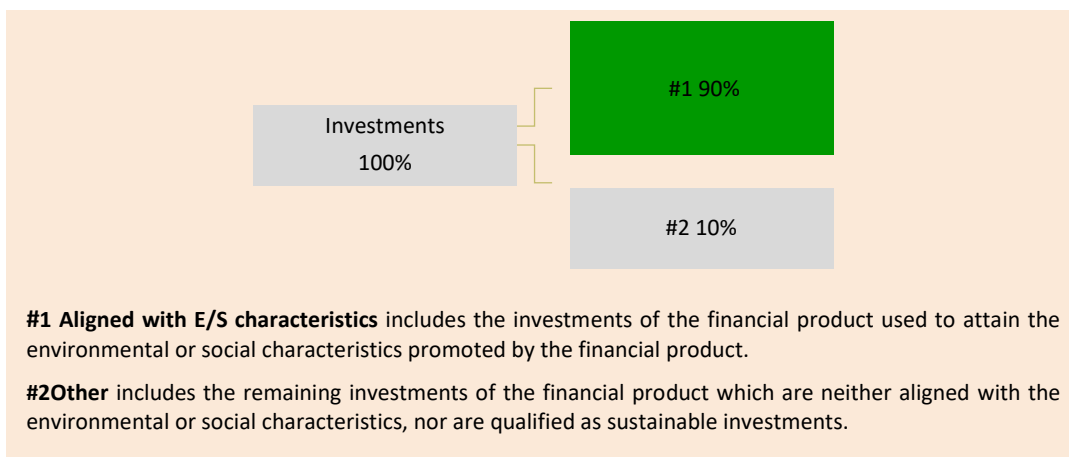 #1 90%
Investments
100%
#2 10%
#1 Aligned with E/S characteristics includes the investments of the financial product used to attain the
environmental or social characteristics promoted by the financial product.
#2Other includes the remaining investments of the financial product which are neither aligned with the
environmental or social characteristics, nor are qualified as sustainable investments.